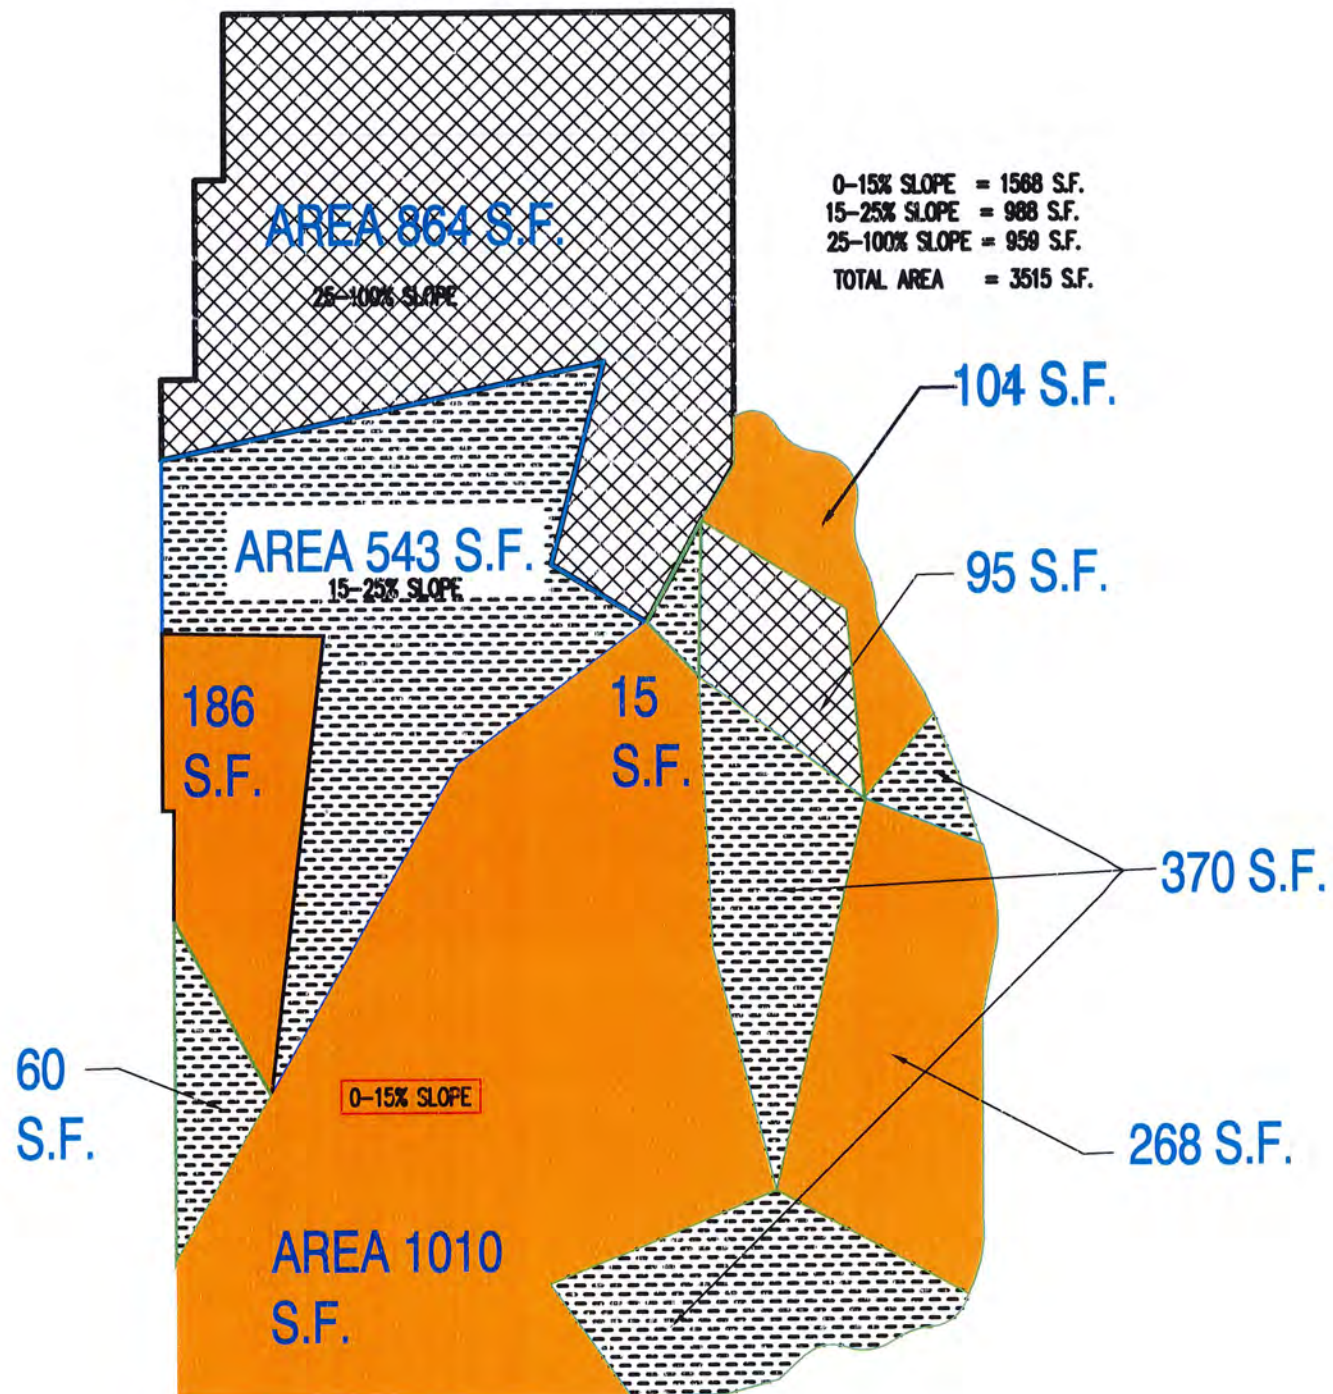 AREA 864 S.F.
25-100% SLOPE
0-15% SLOPE = 1568 S.F.
15-25% SLOPE = 988 S.F.
25-100% SLOPE = 959 S.F.
TOTAL AREA = 3515 S.F.
104 S.F.
AREA 543 S.F.
15-25% SLOPE
95 S.F.
186
S.F.
15
S.F.
370 S.F.
60
S.F.
0-15% SLOPE
268 S.F.
AREA 1010
S.F.